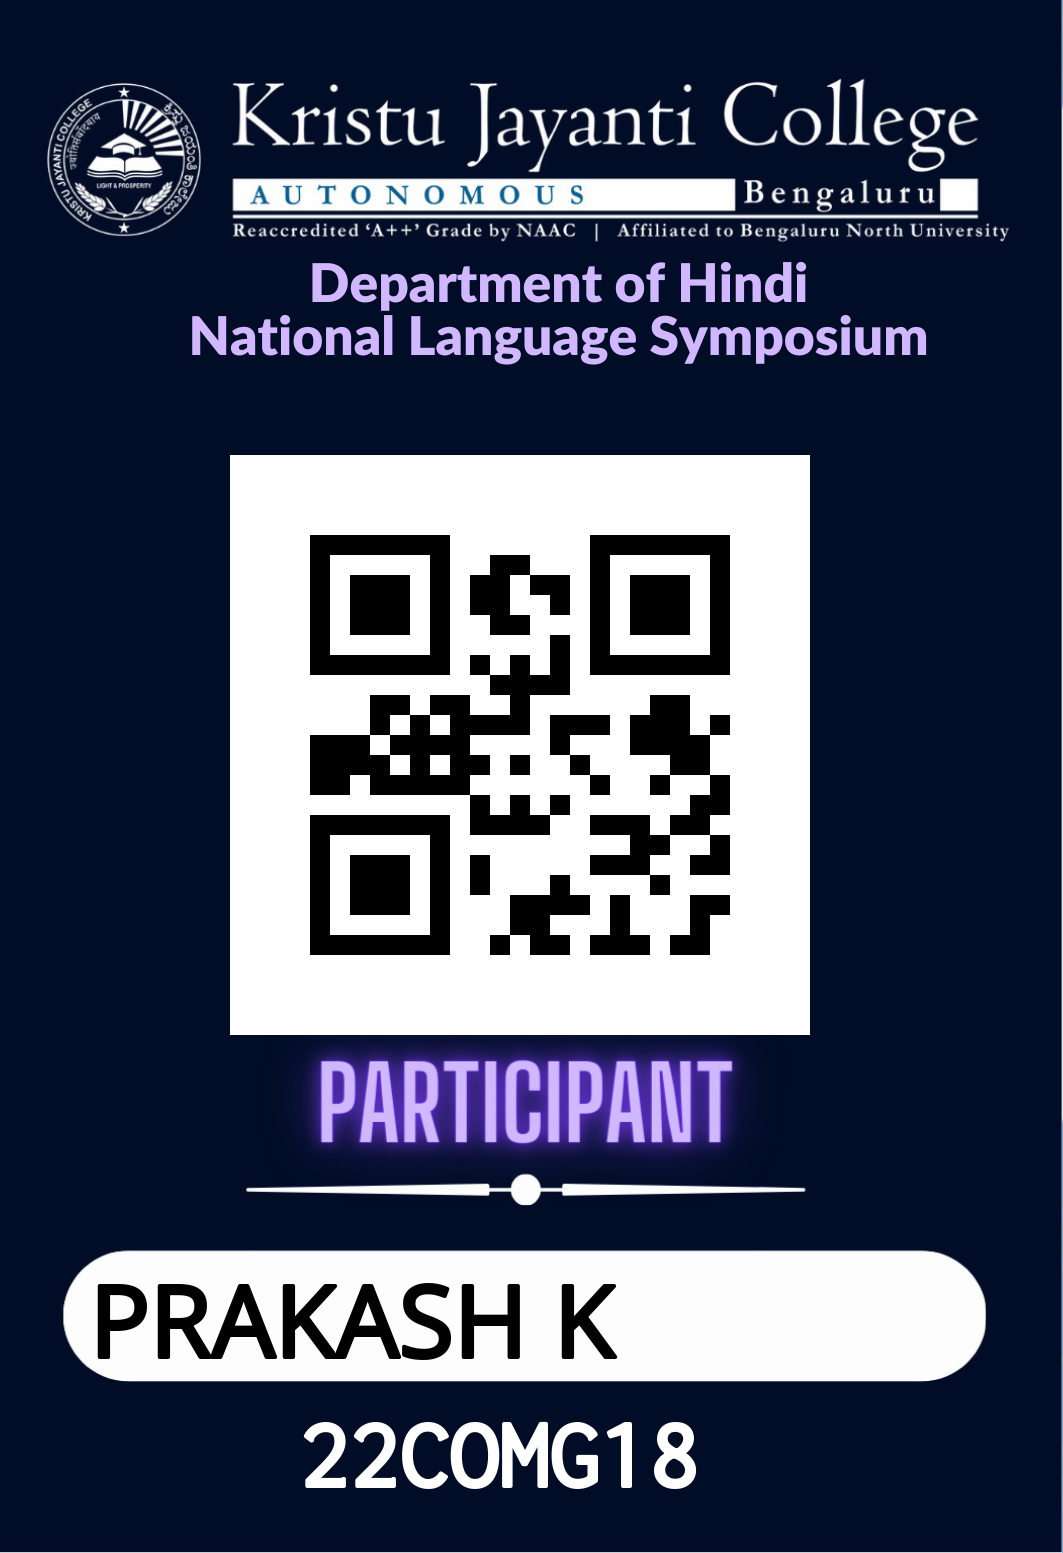 Kristu Jayanti College
AUTONOMOUS Bengaluru
Reaccredited ‘A++’ Grade by NAAC | Affiliated to Bengaluru North University
KRISTU JAYANTI COLLEGE
LIGHT & PROSPERITY
Department of Hindi
National Language Symposium
PARTICIPANT
PRAKASH K
22COMG18